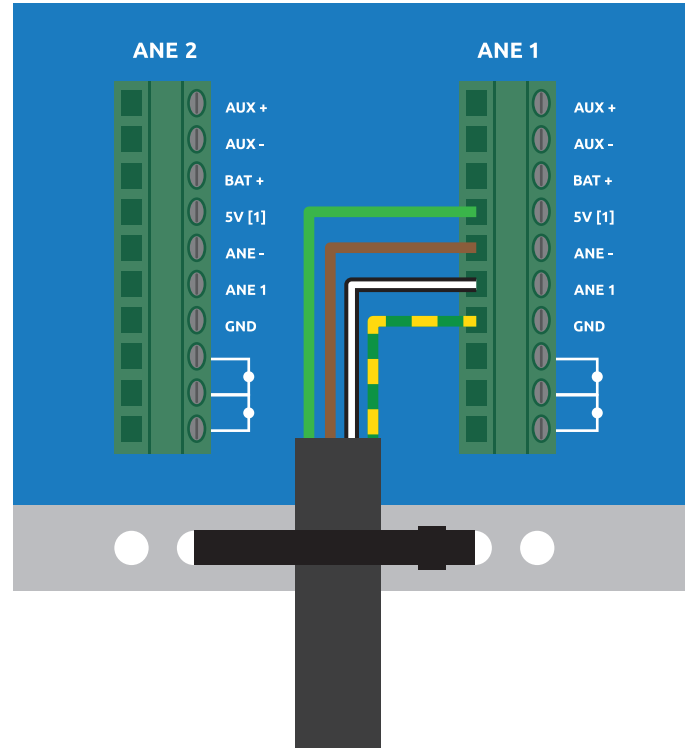 ANE 2
AUX +
AUX -
BAT +
5V [1]
ANE -
ANE 1
GND
ANE 1
AUX +
AUX -
BAT +
5V [1]
ANE -
ANE 1
GND